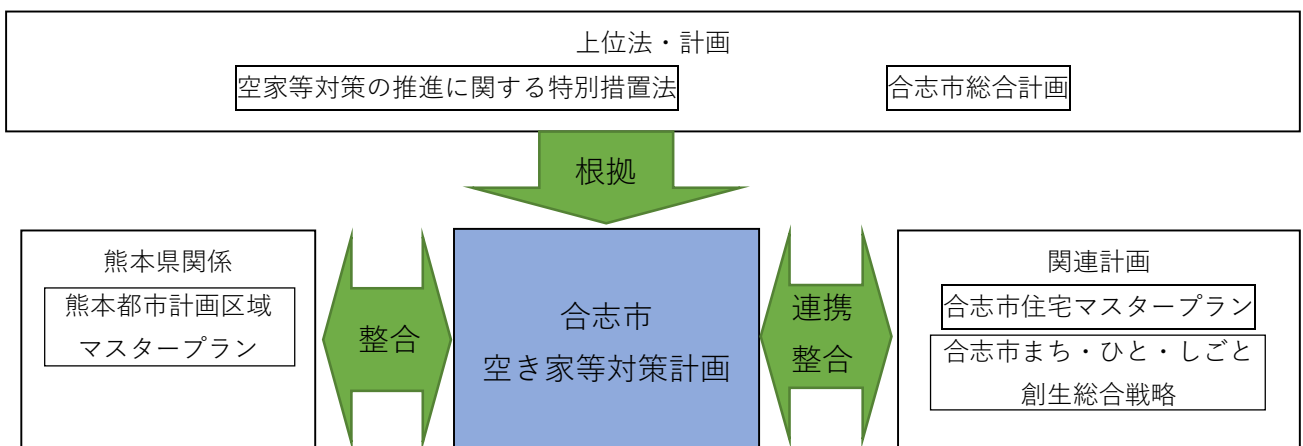 上位法・計画
空家等対策の推進に関する特別措置法
合志市総合計画
根拠
熊本県関係
熊本都市計画区域
マスタープラン
整合
合志市
空き家等対策計画
連携
整合
関連計画
合志市住宅マスタープラン
合志市まち・ひと・しごと
創生総合戦略